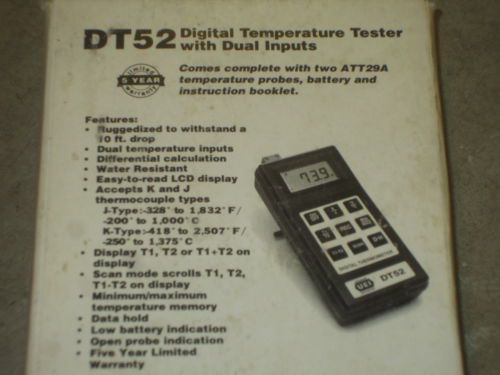 DT52 Digital Temperature Tester
with Dual Inputs
Limited
5 YEAR
Warranty
Comes complete with two ATT29A
temperature probes, battery and
instruction booklet.
Features:
• Ruggedized to withstand a
10 ft. drop
• Dual temperature inputs
• Differential calculation
• Water Resistant
• Easy-to-read LCD display
• Accepts K and J
thermocouple types
J-Type:-328° to 1,832°F/
-200° to 1,000°C
K-Type:-418° to 2,507°F/
-250° to 1,375°C
• Display T1, T2 or T1+T2 on
display
• Scan mode scrolls T1, T2,
T1-T2 on display
• Minimum/maximum
temperature memory
• Data hold
• Low battery indication
• Open probe indication
• Five Year Limited
Warranty
73.9
DIGITAL THERMOMETER
UEI DT52